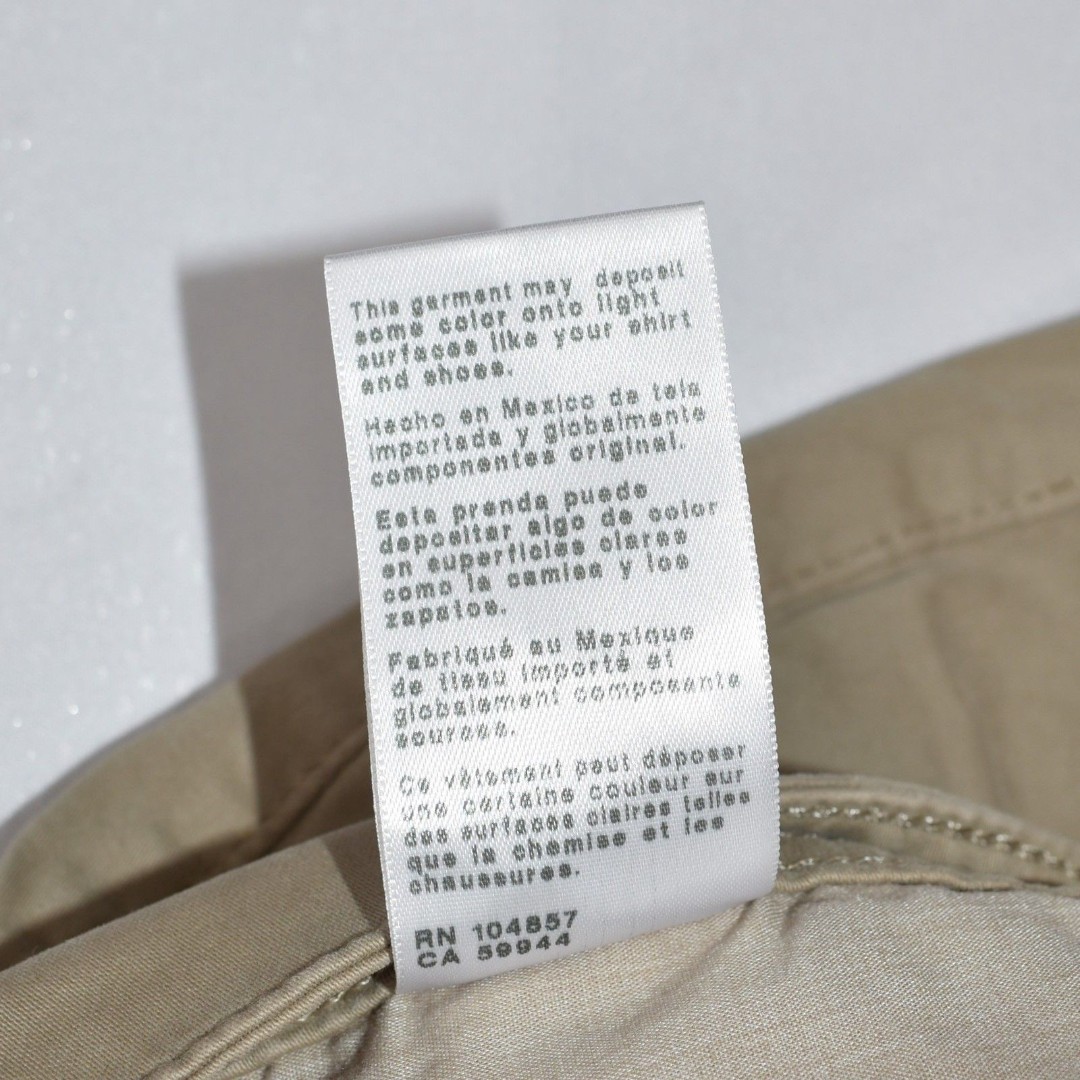 This garment may deposit
some color onto light
surfaces like your shirt
and shoes.
Hecho en Mexico de tela
importada y globalmente
componentes original.
Esta prenda puede
depositar algo de color
en superficies clares
como la camisa y los
zapatos.
Fabriqué au Mexique
de tissu importé et
globalement composants
sources.
Ce vêtement peut déposer
une certaine couleur sur
des surfaces claires telles
que la chemise et les
chaussures.
RN 104857
CA 59944